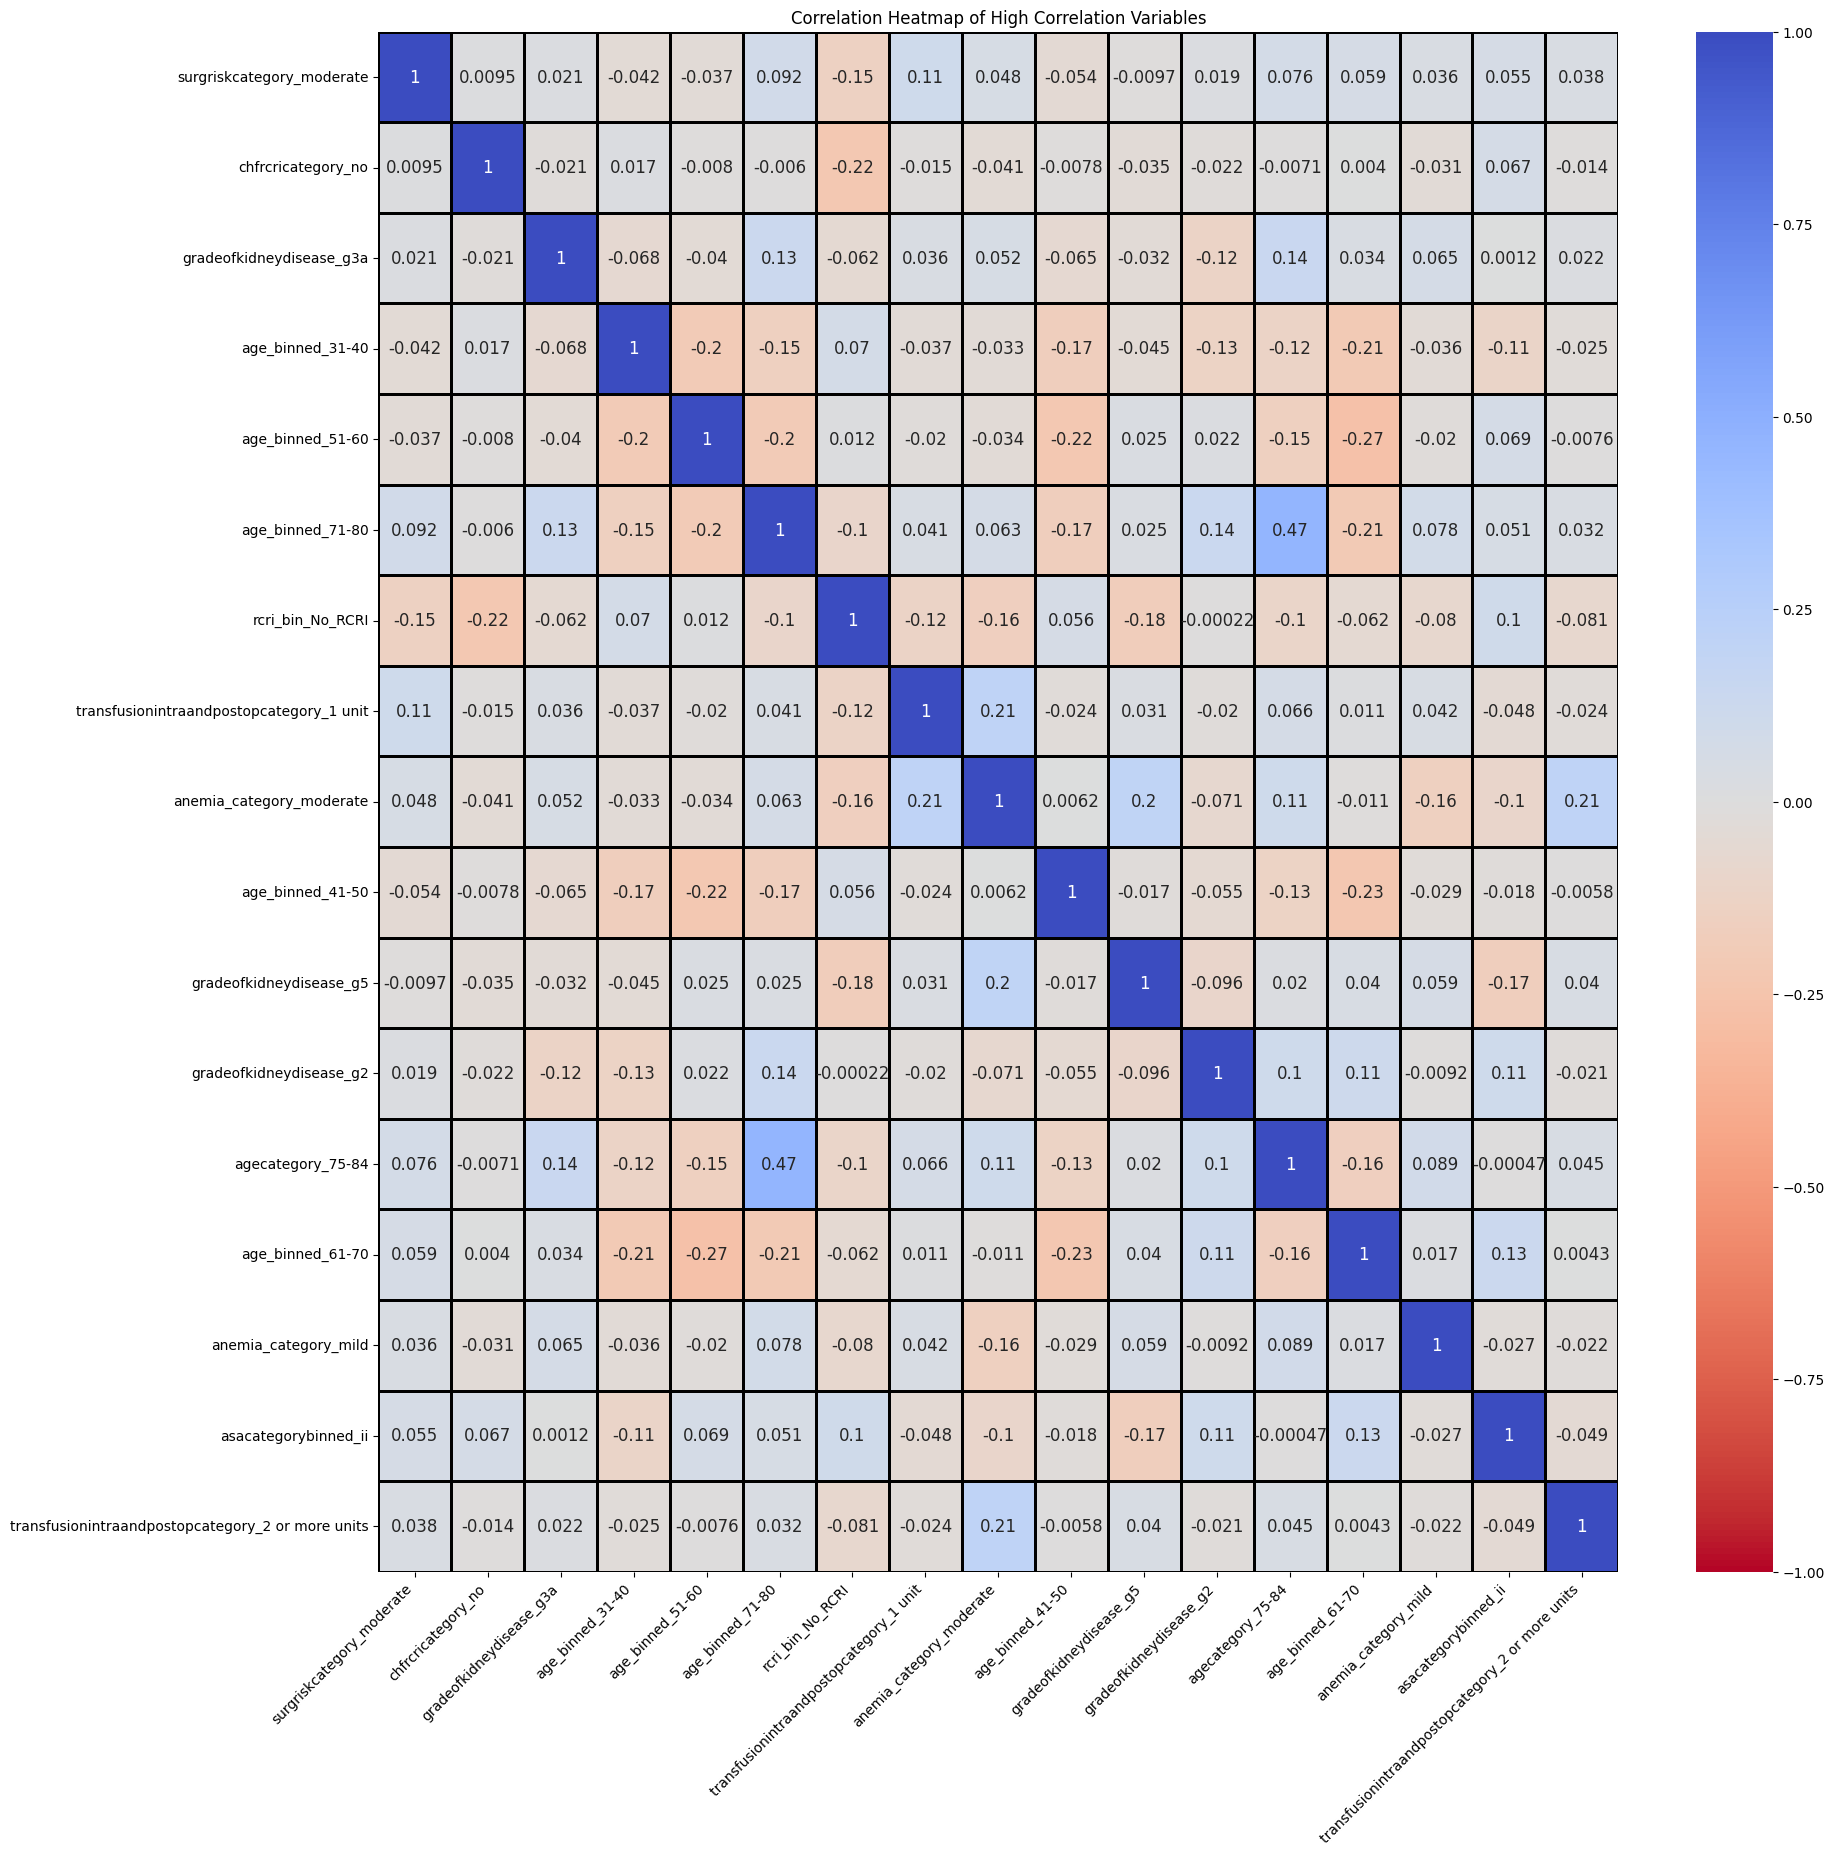 Correlation Heatmap of High Correlation Variables
surgriskcategory_moderate 1 0.0095 0.021 -0.042 -0.037 0.092 -0.15 0.11 0.048 -0.054 -0.0097 0.019 0.076 0.059 0.036 0.055 0.038
chfrcricategory_no 0.0095 1 -0.021 0.017 -0.008 -0.006 -0.22 -0.015 -0.041 -0.0078 -0.035 -0.022 -0.0071 0.004 -0.031 0.067 -0.014
gradeofkidneydisease_g3a 0.021 -0.021 1 -0.068 -0.04 0.13 -0.062 0.036 0.052 -0.065 -0.032 -0.12 0.14 0.034 0.065 0.0012 0.022
age_binned_31-40 -0.042 0.017 -0.068 1 -0.2 -0.15 0.07 -0.037 -0.033 -0.17 -0.045 -0.13 -0.12 -0.21 -0.036 -0.11 -0.025
age_binned_51-60 -0.037 -0.008 -0.04 -0.2 1 -0.2 0.012 -0.02 -0.034 -0.22 0.025 0.022 -0.15 -0.27 -0.02 0.069 -0.0076
age_binned_71-80 0.092 -0.006 0.13 -0.15 -0.2 1 -0.1 0.041 0.063 -0.17 0.025 0.14 0.47 -0.21 0.078 0.051 0.032
rcri_bin_No_RCRI -0.15 -0.22 -0.062 0.07 0.012 -0.1 1 -0.12 -0.16 0.056 -0.18 -0.00022 -0.1 -0.062 -0.08 0.1 -0.081
transfusionintraandpostopcategory_1 unit 0.11 -0.015 0.036 -0.037 -0.02 0.041 -0.12 1 0.21 -0.024 0.031 -0.02 0.066 0.011 0.042 -0.048 -0.024
anemia_category_moderate 0.048 -0.041 0.052 -0.033 -0.034 0.063 -0.16 0.21 1 0.0062 0.2 -0.071 0.11 -0.011 -0.16 -0.1 0.21
age_binned_41-50 -0.054 -0.0078 -0.065 -0.17 -0.22 -0.17 0.056 -0.024 0.0062 1 -0.017 -0.055 -0.13 -0.23 -0.029 -0.018 -0.0058
gradeofkidneydisease_g5 -0.0097 -0.035 -0.032 -0.045 0.025 0.025 -0.18 0.031 0.2 -0.017 1 -0.096 0.02 0.04 0.059 -0.17 0.04
gradeofkidneydisease_g2 0.019 -0.022 -0.12 -0.13 0.022 0.14 -0.00022 -0.02 -0.071 -0.055 -0.096 1 0.1 0.11 -0.0092 0.11 -0.021
agecategory_75-84 0.076 -0.0071 0.14 -0.12 -0.15 0.47 -0.1 0.066 0.11 -0.13 0.02 0.1 1 -0.16 0.089 -0.00047 0.045
age_binned_61-70 0.059 0.004 0.034 -0.21 -0.27 -0.21 -0.062 0.011 -0.011 -0.23 0.04 0.11 -0.16 1 0.017 0.13 0.0043
anemia_category_mild 0.036 -0.031 0.065 -0.036 -0.02 0.078 -0.08 0.042 -0.16 -0.029 0.059 -0.0092 0.089 0.017 1 -0.027 -0.022
asacategorybinned_ii 0.055 0.067 0.0012 -0.11 0.069 0.051 0.1 -0.048 -0.1 -0.018 -0.17 0.11 -0.00047 0.13 -0.027 1 -0.049
transfusionintraandpostopcategory_2 or more units 0.038 -0.014 0.022 -0.025 -0.0076 0.032 -0.081 -0.024 0.21 -0.0058 0.04 -0.021 0.045 0.0043 -0.022 -0.049 1
surgriskcategory_moderate
chfrcricategory_no
gradeofkidneydisease_g3a
age_binned_31-40
age_binned_51-60
age_binned_71-80
rcri_bin_No_RCRI
transfusionintraandpostopcategory_1 unit
anemia_category_moderate
age_binned_41-50
gradeofkidneydisease_g5
gradeofkidneydisease_g2
agecategory_75-84
age_binned_61-70
anemia_category_mild
asacategorybinned_ii
transfusionintraandpostopcategory_2 or more units
1.00
0.75
0.50
0.25
0.00
−0.25
−0.50
−0.75
−1.00